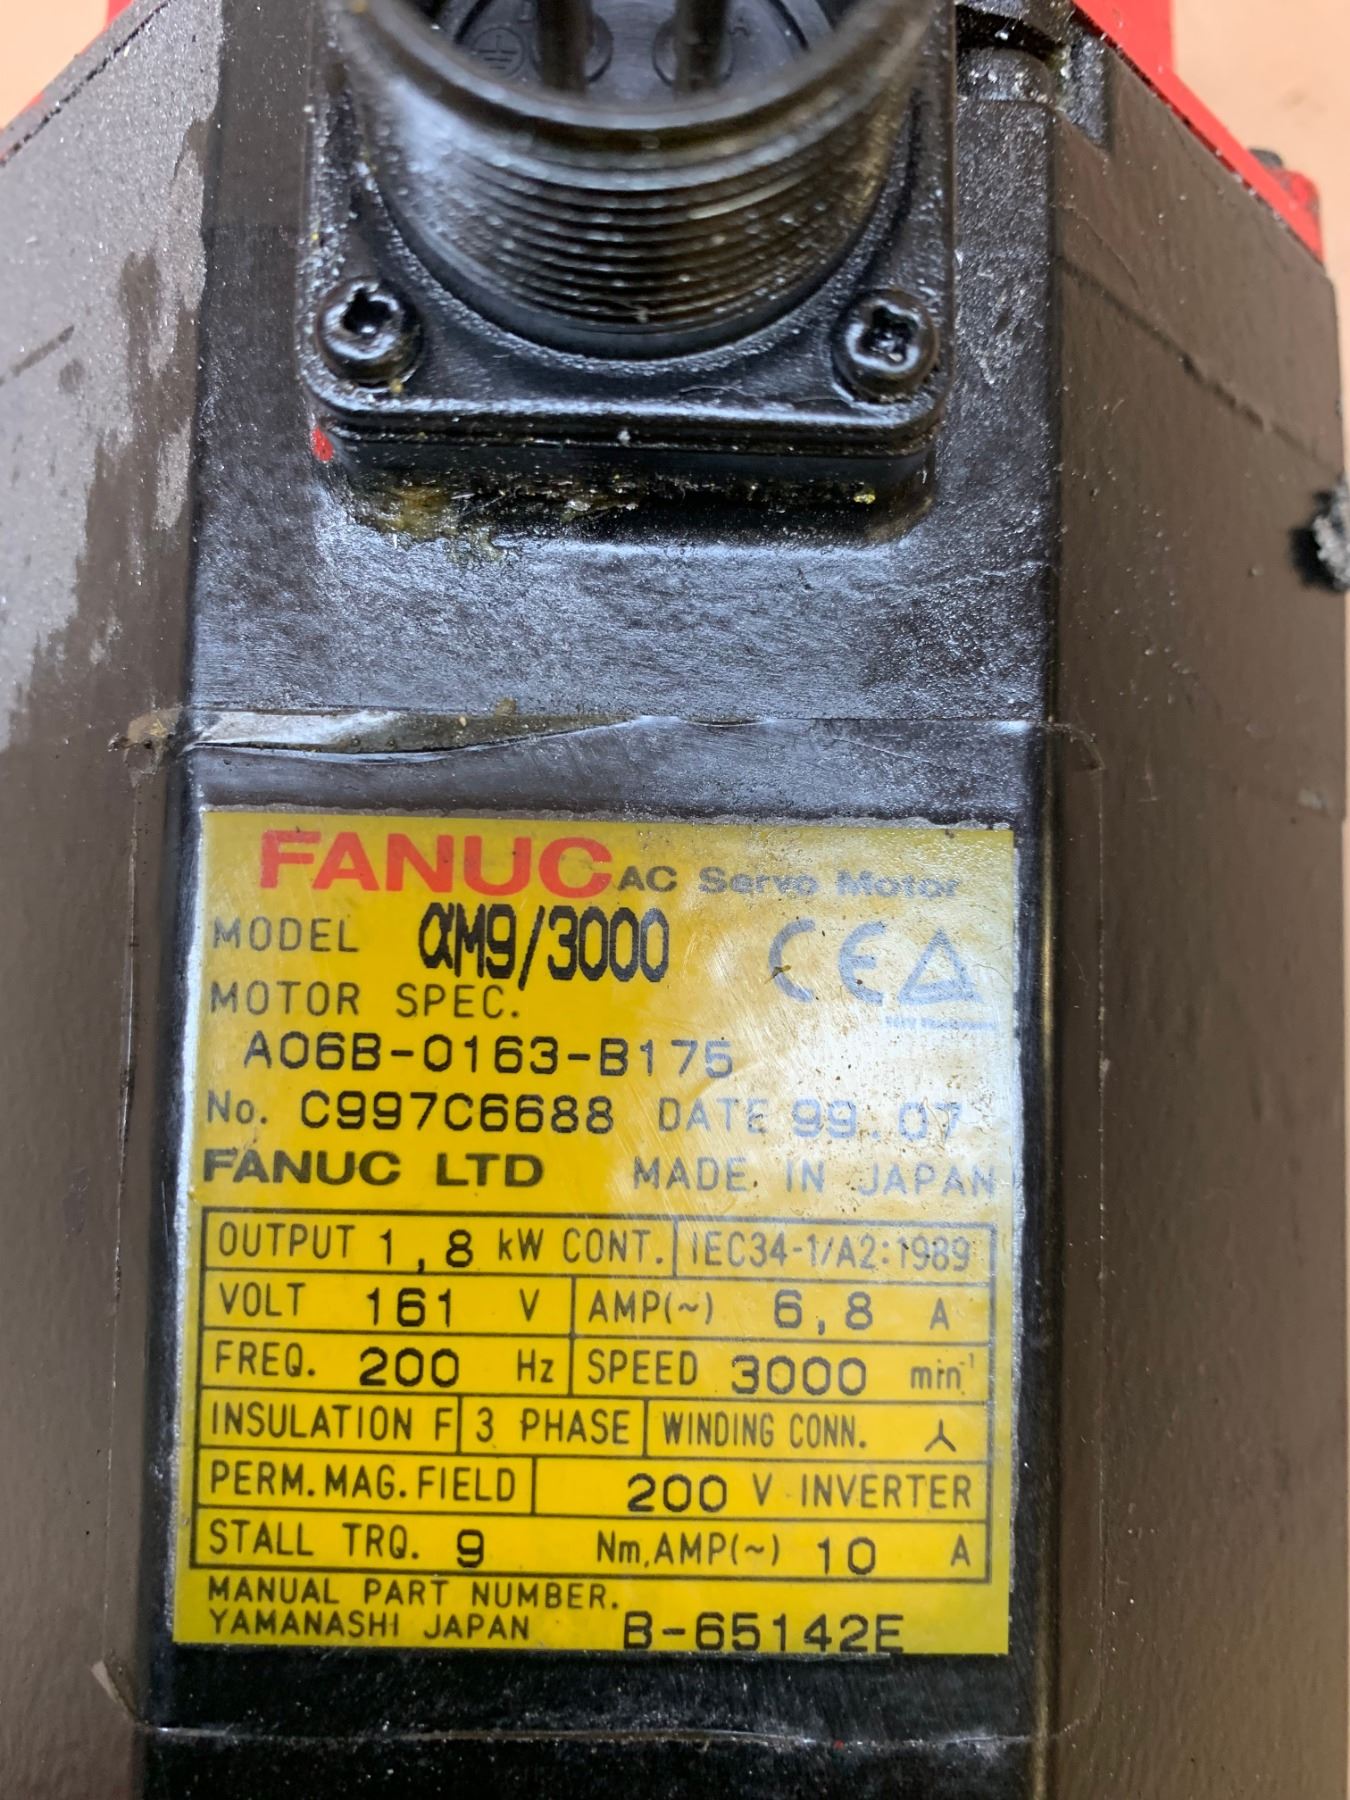 FANUC AC Servo Motor
MODEL αM9/3000 CE
MOTOR SPEC.
A06B-0163-B175
No. C997C6688 DATE 99.07
FANUC LTD MADE IN JAPAN
OUTPUT 1,8 kW CONT. IEC34-1/A2:1989
VOLT 161 V AMP(~) 6,8 A
FREQ. 200 Hz SPEED 3000 min⁻¹
INSULATION F 3 PHASE WINDING CONN.
PERM.MAG.FIELD 200 V INVERTER
STALL TRQ. 9 Nm,AMP(~) 10 A
MANUAL PART NUMBER.
YAMANASHI JAPAN B-65142E